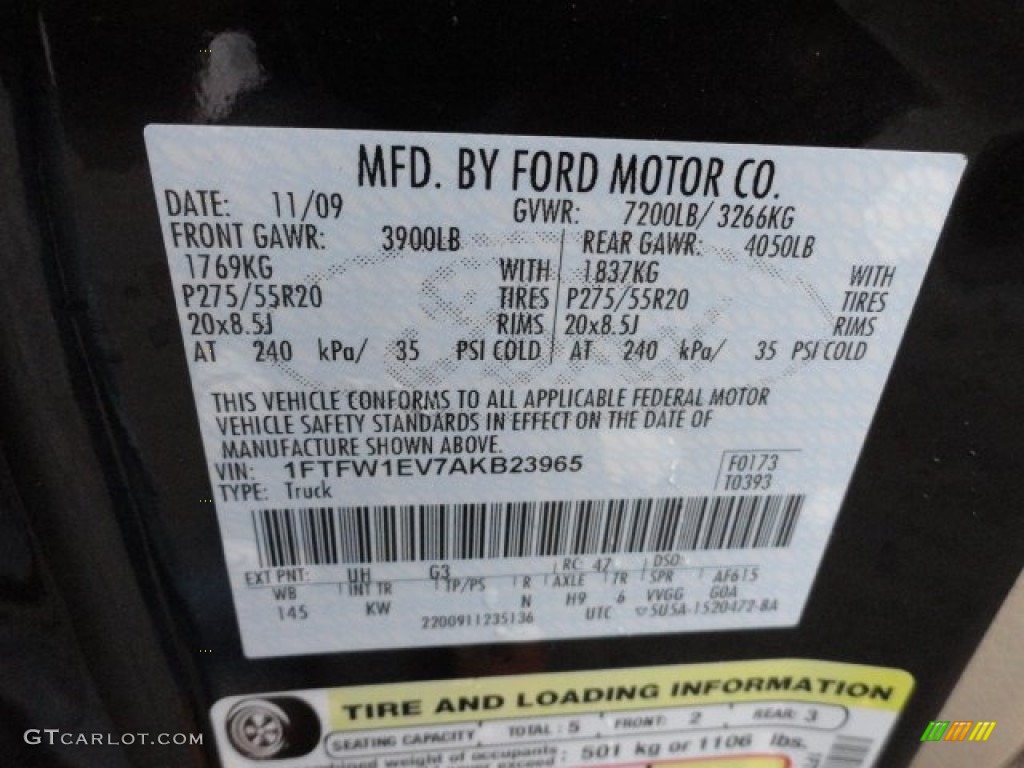 MFD. BY FORD MOTOR CO.
DATE: 11/09 GVWR: 7200LB/ 3266KG
FRONT GAWR: 3900LB REAR GAWR: 4050LB
1769KG WITH 1837KG WITH
P275/55R20 TIRES P275/55R20 TIRES
20x8.5J RIMS 20x8.5J RIMS
AT 240 kPa/ 35 PSI COLD AT 240 kPa/ 35 PSI COLD
THIS VEHICLE CONFORMS TO ALL APPLICABLE FEDERAL MOTOR
VEHICLE SAFETY STANDARDS IN EFFECT ON THE DATE OF
MANUFACTURE SHOWN ABOVE.
VIN: 1FTFW1EV7AKB23965 F0173
TYPE: Truck T0393
EXT PNT: UH G3 RC: 42 DSO:
WB INT TR TP/PS R AXLE TR SPR AF615
145 KW N H9 6 VVGG GOA
2200911235136 UTC 5U5A-1520472-BA
TIRE AND LOADING INFORMATION
SEATING CAPACITY TOTAL: 5 FRONT: 2 REAR: 3
weight of occupants: 501 kg or 1106 lbs.
GTCarlot.com